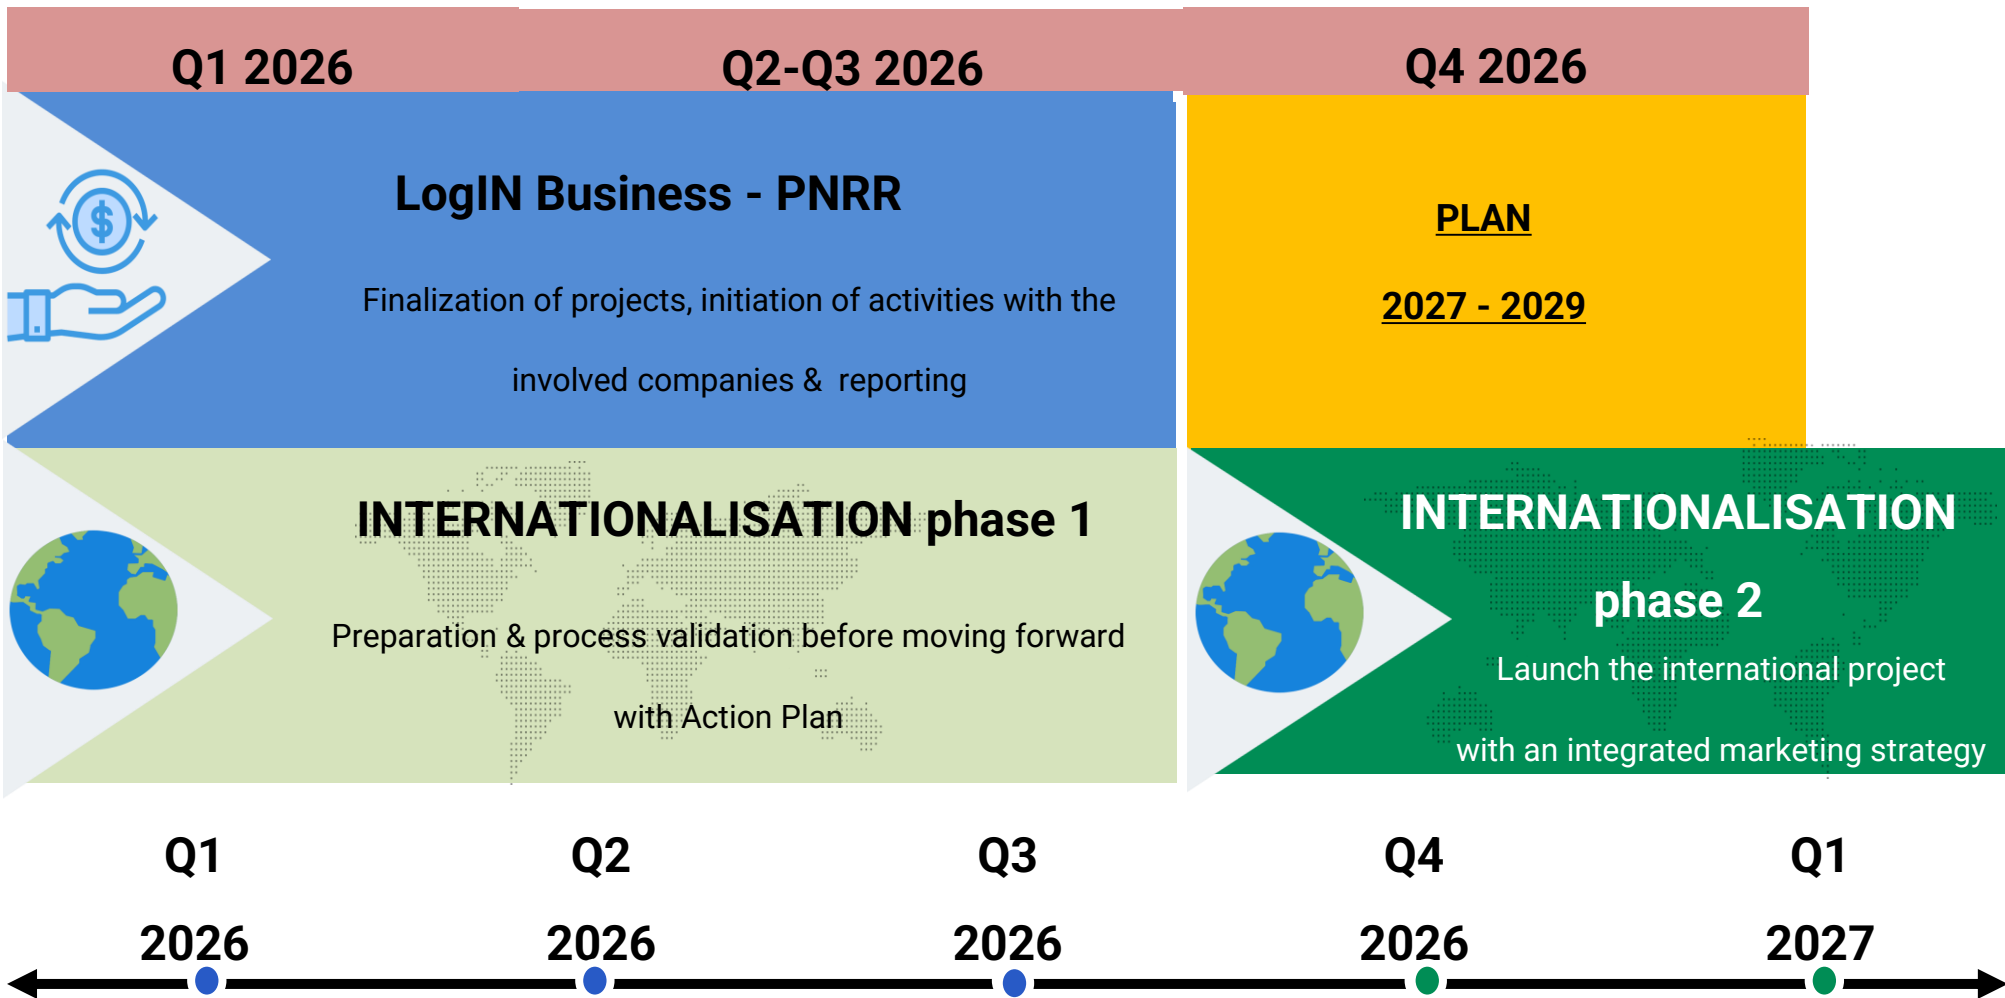 Q1 2026
Q2-Q3 2026
Q4 2026
LogIN Business - PNRR
Finalization of projects, initiation of activities with the
involved companies &  reporting
PLAN
2027 - 2029
INTERNATIONALISATION phase 1
Preparation & process validation before moving forward
with Action Plan
INTERNATIONALISATION
phase 2
Launch the international project
with an integrated marketing strategy
Q1
2026
Q2
2026
Q3
2026
Q4
2026
Q1
2027